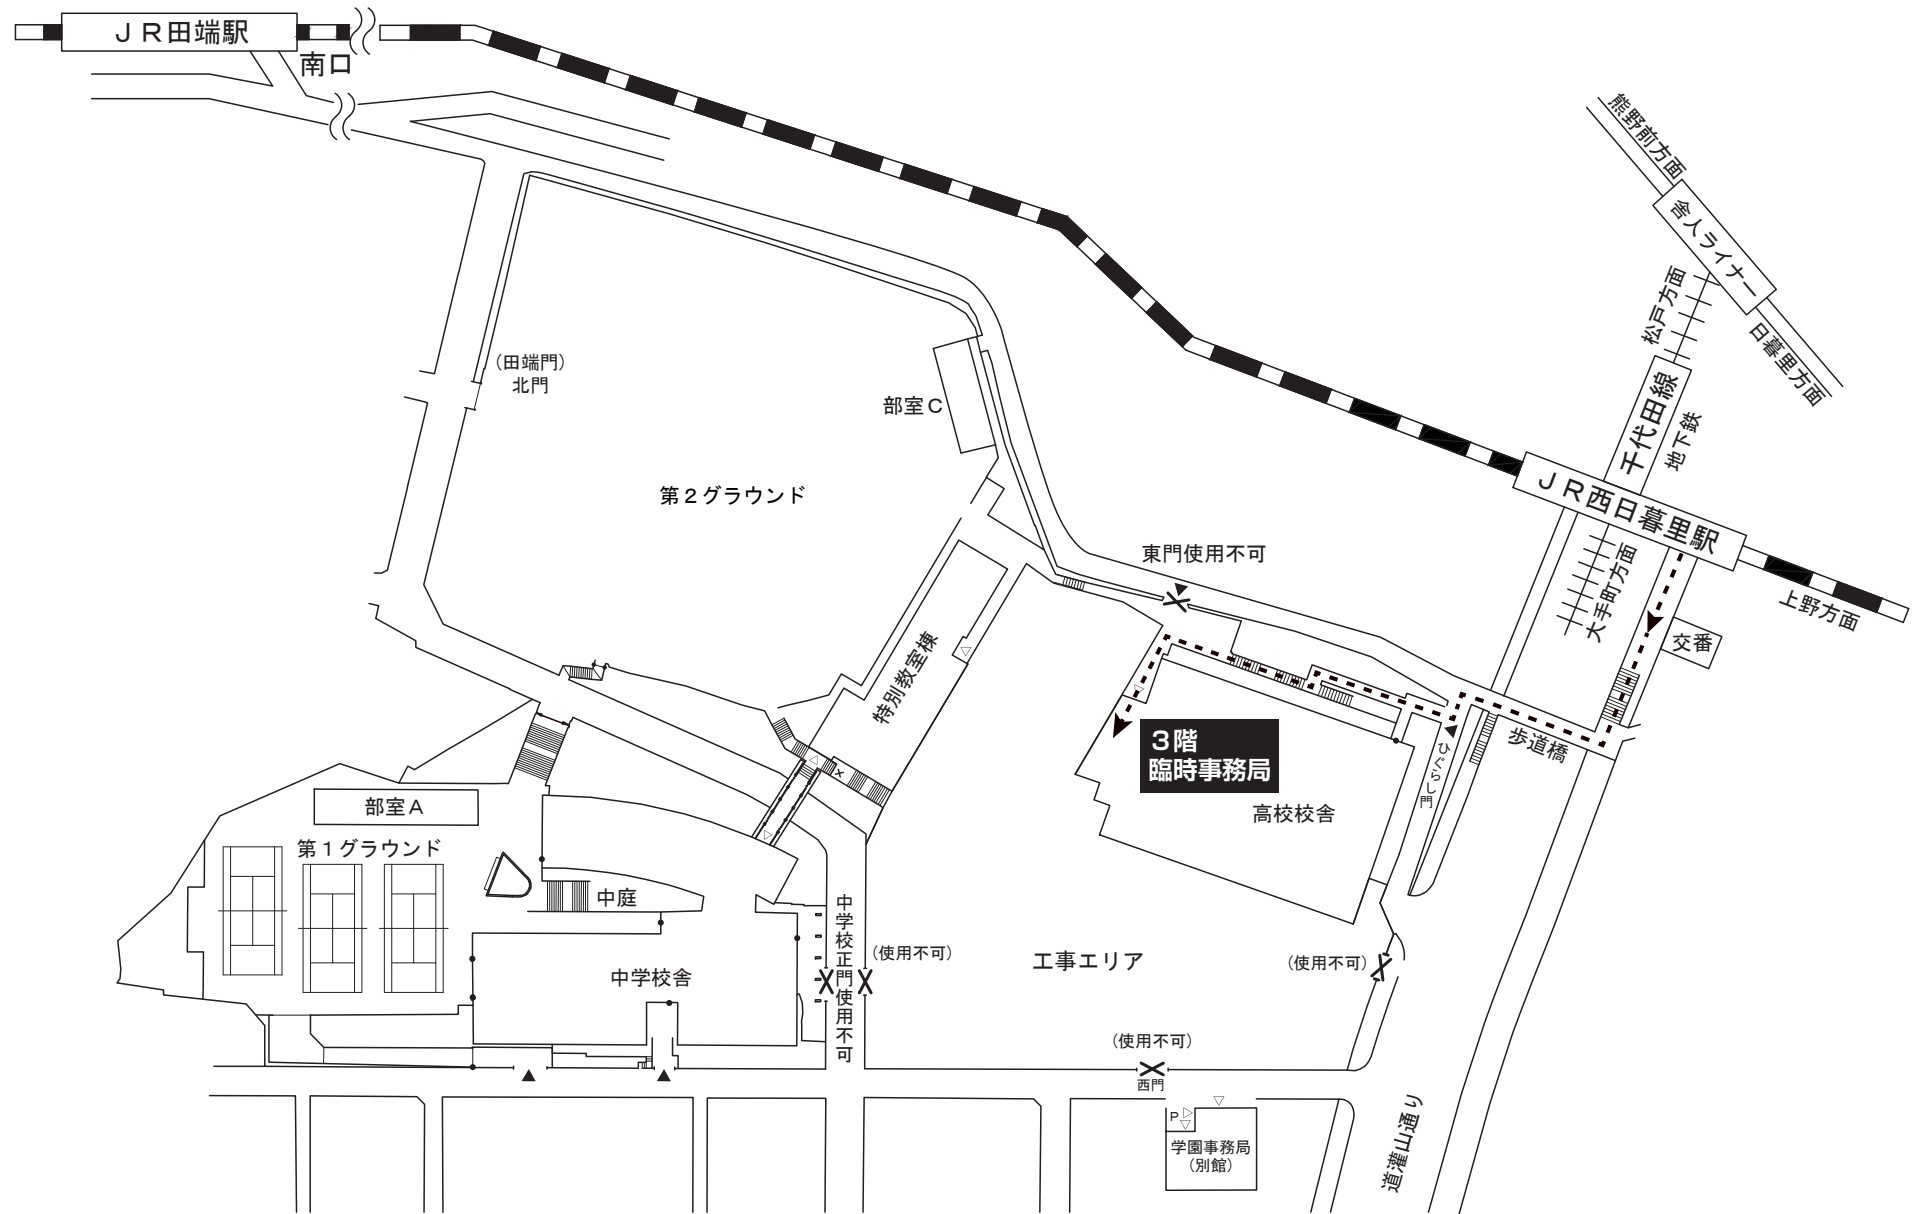 ＪＲ田端駅
南口
熊野前方面
舎人ライナー
日暮里方面
松戸方面
千代田線
地下鉄
ＪＲ西日暮里駅
大手町方面
上野方面
交番
（田端門）
北門
部室Ｃ
第２グラウンド
東門使用不可
特別教室棟
歩道橋
ひぐらし門
３階
臨時事務局
高校校舎
部室Ａ
第１グラウンド
中庭
中学校舎
中学校正門使用不可
（使用不可）
工事エリア
（使用不可）
（使用不可）
西門
P
学園事務局
（別館）
道灌山通り